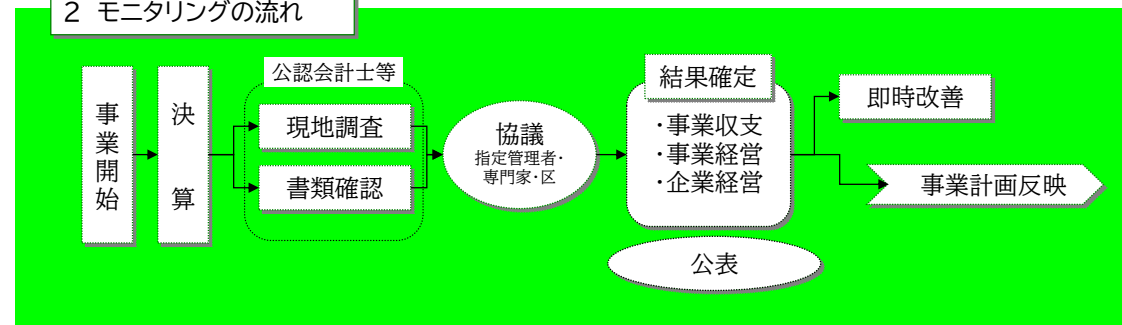 2 モニタリングの流れ
事業開始
決算
公認会計士等
現地調査
書類確認
協議
指定管理者・
専門家・区
結果確定
・事業収支
・事業経営
・企業経営
公表
即時改善
事業計画反映